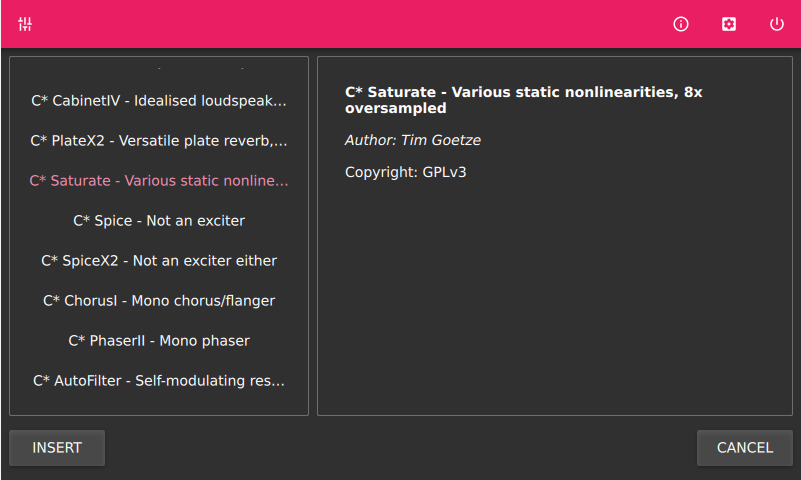 C* CabinetIV - Idealised loudspeak...
C* PlateX2 - Versatile plate reverb,...
C* Saturate - Various static nonline...
C* Spice - Not an exciter
C* SpiceX2 - Not an exciter either
C* ChorusI - Mono chorus/flanger
C* PhaserII - Mono phaser
C* AutoFilter - Self-modulating res...
C* Saturate - Various static nonlinearities, 8x
oversampled
Author: Tim Goetze
Copyright: GPLv3
INSERT
CANCEL